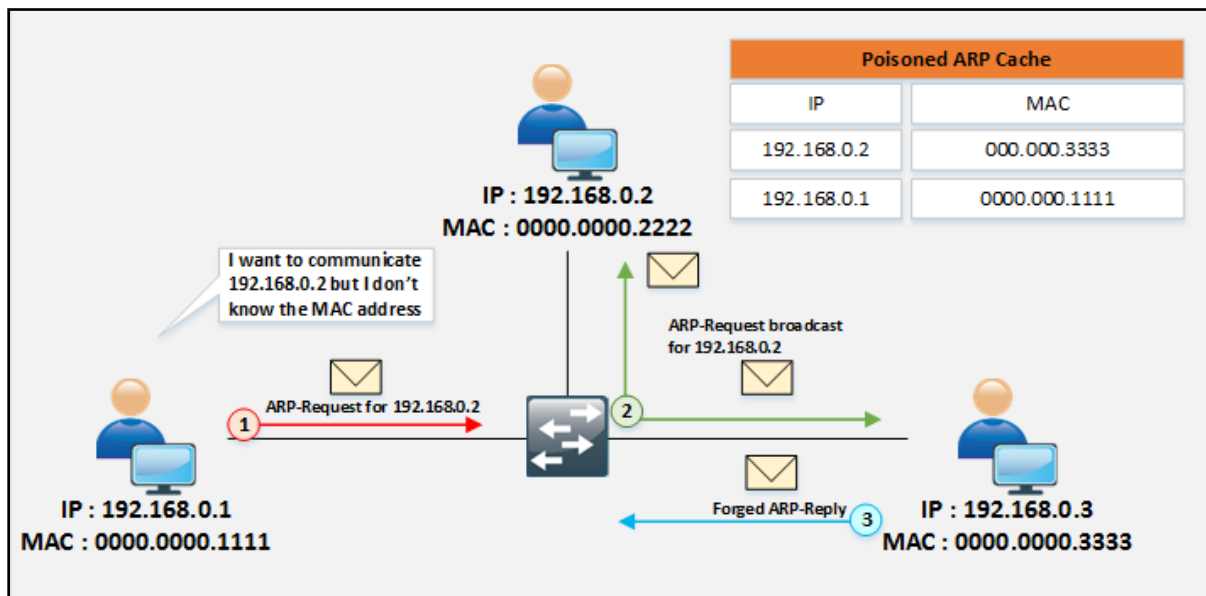 Poisoned ARP Cache
IP MAC
192.168.0.2 000.000.3333
192.168.0.1 0000.000.1111
IP : 192.168.0.2
MAC : 0000.0000.2222
I want to communicate
192.168.0.2 but I don't
know the MAC address
ARP-Request broadcast
for 192.168.0.2
1
ARP-Request for 192.168.0.2
2
Forged ARP-Reply
3
IP : 192.168.0.1
MAC : 0000.0000.1111
IP : 192.168.0.3
MAC : 0000.0000.3333